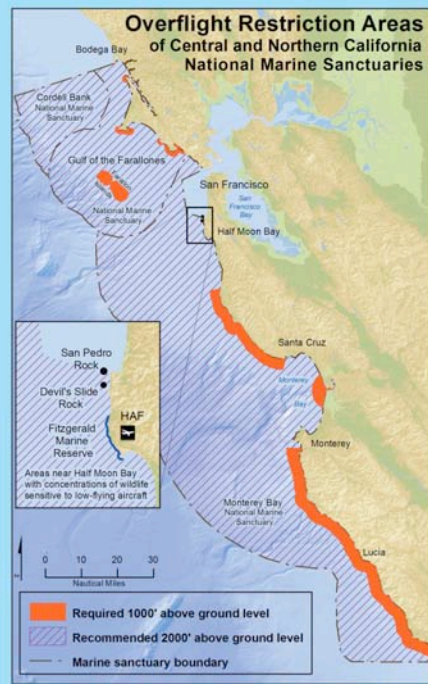 Overflight Restriction Areas
of Central and Northern California
National Marine Sanctuaries
Bodega Bay
Cordell Bank
National Marine
Sanctuary
Gulf of the Farallones
National Marine
Sanctuary
San Francisco
San
Francisco
Bay
Half Moon Bay
Santa Cruz
Monterey
Bay
Monterey
Monterey Bay
National Marine
Sanctuary
Lucia
San Pedro
Rock
Devil's Slide
Rock
HAF
Fitzgerald
Marine
Reserve
Areas near Half Moon Bay
with concentrations of wildlife
sensitive to low-flying aircraft
0 5 10 20
Nautical Miles
Required 1000' above ground level
Recommended 2000' above ground level
Marine sanctuary boundary